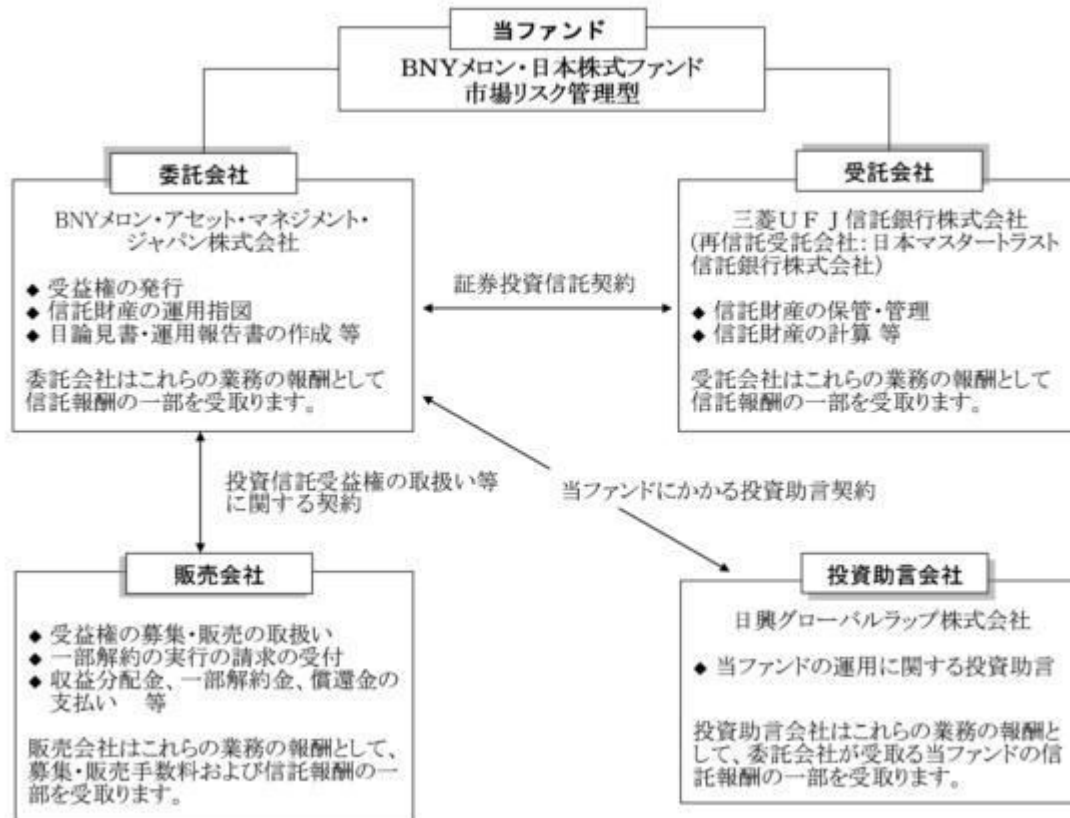 当ファンド
BNYメロン・日本株式ファンド
市場リスク管理型
委託会社
BNYメロン・アセット・マネジメント・
ジャパン株式会社
◆ 受益権の発行
◆ 信託財産の運用指図
◆ 目論見書・運用報告書の作成 等
委託会社はこれらの業務の報酬として
信託報酬の一部を受取ります。
証券投資信託契約
受託会社
三菱UFJ信託銀行株式会社
(再信託受託会社:日本マスタートラスト
信託銀行株式会社)
◆ 信託財産の保管・管理
◆ 信託財産の計算 等
受託会社はこれらの業務の報酬として
信託報酬の一部を受取ります。
投資信託受益権の取扱い等
に関する契約
当ファンドにかかる投資助言契約
販売会社
◆ 受益権の募集・販売の取扱い
◆ 一部解約の実行の請求の受付
◆ 収益分配金、一部解約金、償還金の
支払い 等
販売会社はこれらの業務の報酬として、
募集・販売手数料および信託報酬の一
部を受取ります。
投資助言会社
日興グローバルラップ株式会社
◆ 当ファンドの運用に関する投資助言
投資助言会社はこれらの業務の報酬と
して、委託会社が受取る当ファンドの信
託報酬の一部を受取ります。